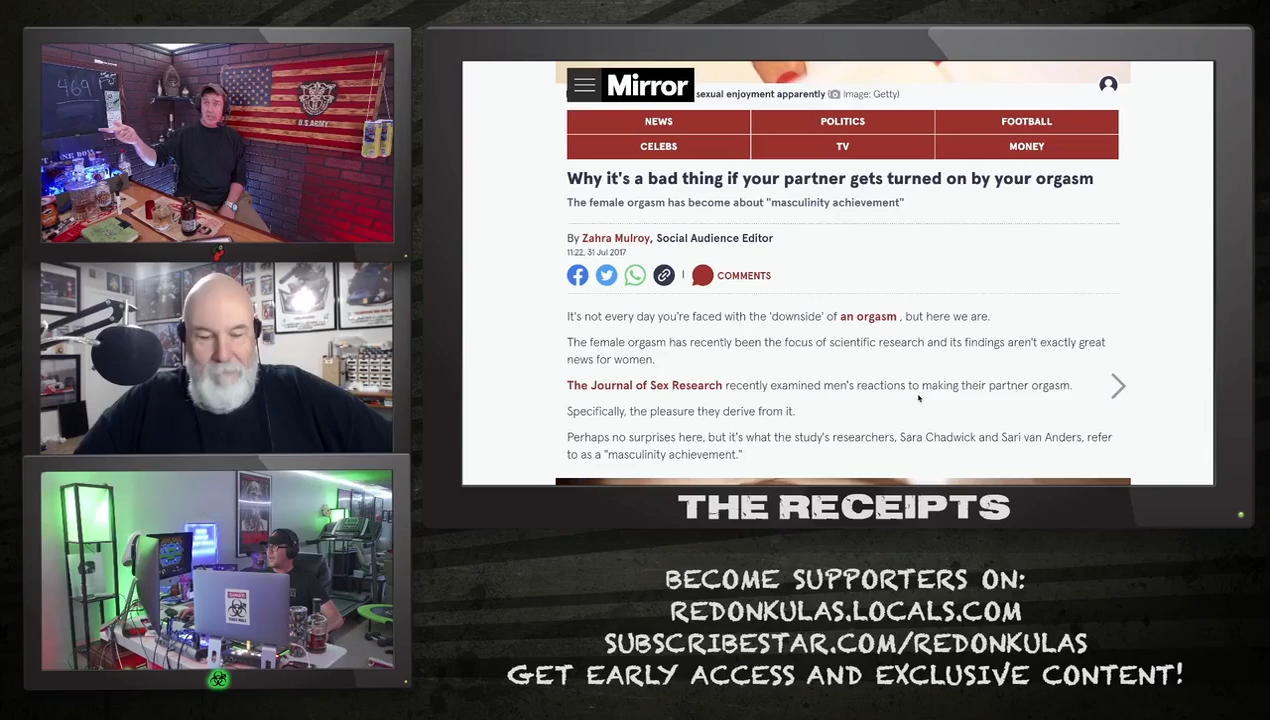 469
U.S. ARMY
Mirror
sexual enjoyment apparently
Image: Getty)
NEWS
POLITICS
FOOTBALL
CELEBS
TV
MONEY
Why it's a bad thing if your partner gets turned on by your orgasm
The female orgasm has become about "masculinity achievement"
By Zahra Mulroy, Social Audience Editor
11:22, 31 Jul 2017
COMMENTS
It's not every day you're faced with the 'downside' of an orgasm , but here we are.
The female orgasm has recently been the focus of scientific research and its findings aren't exactly great
news for women.
The Journal of Sex Research recently examined men's reactions to making their partner orgasm.
Specifically, the pleasure they derive from it.
Perhaps no surprises here, but it's what the study's researchers, Sara Chadwick and Sari van Anders, refer
to as a "masculinity achievement."
THE RECEIPTS
BECOME SUPPORTERS ON:
REDONKULAS.LOCALS.COM
SUBSCRIBESTAR.COM/REDONKULAS
GET EARLY ACCESS AND EXCLUSIVE CONTENT!